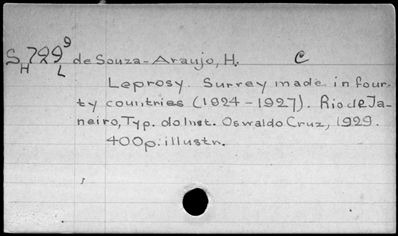 S 799 9 de Souza-Araujo, H. C
H L
Leprosy. Survey made in four-
ty countries (1924-1927). Rio de Ja-
neiro, Typ. do Inst. Oswaldo Cruz, 1929.
400p. illustr.